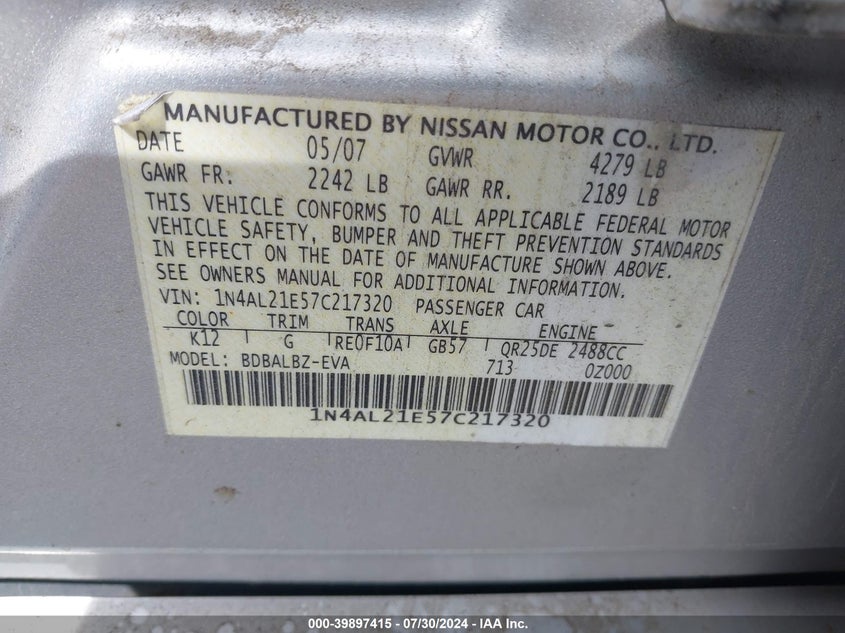 MANUFACTURED BY NISSAN MOTOR CO., LTD.
DATE 05/07 GVWR 4279 LB
GAWR FR. 2242 LB GAWR RR. 2189 LB
THIS VEHICLE CONFORMS TO ALL APPLICABLE FEDERAL MOTOR
VEHICLE SAFETY, BUMPER AND THEFT PREVENTION STANDARDS
IN EFFECT ON THE DATE OF MANUFACTURE SHOWN ABOVE.
SEE OWNERS MANUAL FOR ADDITIONAL INFORMATION.
VIN: 1N4AL21E57C217320 PASSENGER CAR
COLOR TRIM TRANS AXLE ENGINE
K12 G RE0F10A GB57 QR25DE 2488CC
MODEL: BDBALBZ-EVA 713 0Z000
1N4AL21E57C217320
000-39897415 / 07/30/2024 - IAA Inc.